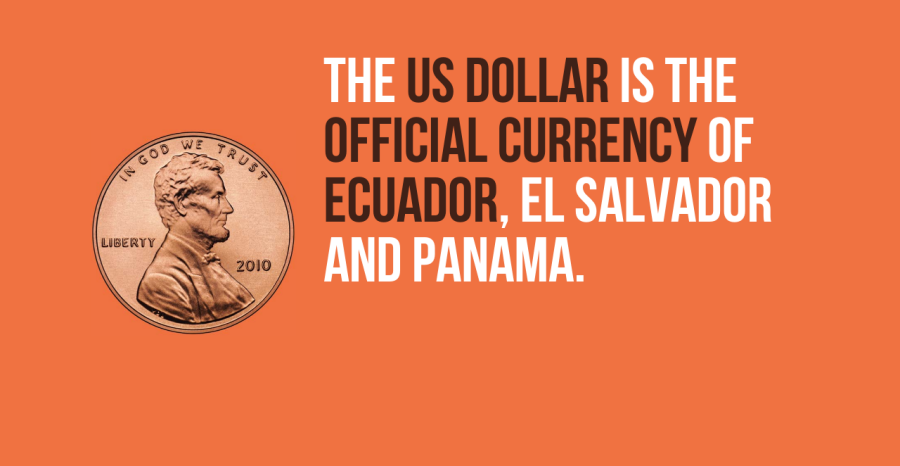 THE US DOLLAR IS THE
OFFICIAL CURRENCY OF
ECUADOR, EL SALVADOR
AND PANAMA.
IN GOD WE TRUST
LIBERTY
2010